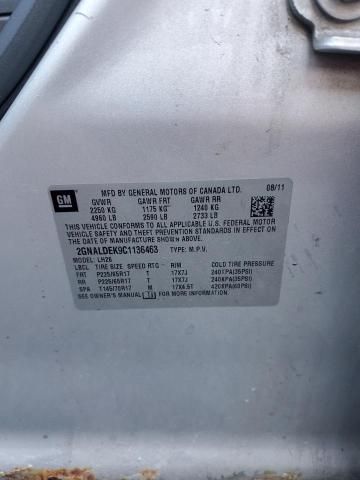 GM
MFD BY GENERAL MOTORS OF CANADA LTD. 08/11
GVWR GAWR FRT GAWR RR
2250 KG 1175 KG 1240 KG
4960 LB 2590 LB 2733 LB
THIS VEHICLE CONFORMS TO ALL APPLICABLE U.S. FEDERAL MOTOR
VEHICLE SAFETY, BUMPER, AND THEFT PREVENTION STANDARDS IN
EFFECT ON THE DATE OF MANUFACTURE SHOWN ABOVE.
2GNALDEK9C1136463 TYPE: M.P.V.
MODEL: LH26
LBCL TIRE SIZE SPEED RTG RIM COLD TIRE PRESSURE
FRT P225/65R17 T 17X7J 240KPA(35PSI)
RR P225/65R17 T 17X7J 240KPA(35PSI)
SPA T145/70R17 M 17X4.5T 420KPA(60PSI)
SEE OWNER'S MANUAL FOR MORE INFORMATION.